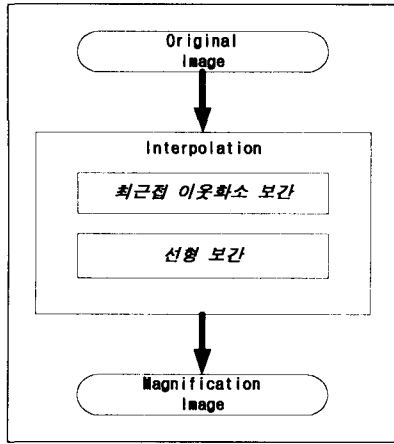 Original
Image
Interpolation
최근접 이웃화소 보간
선형 보간
Magnification
Image